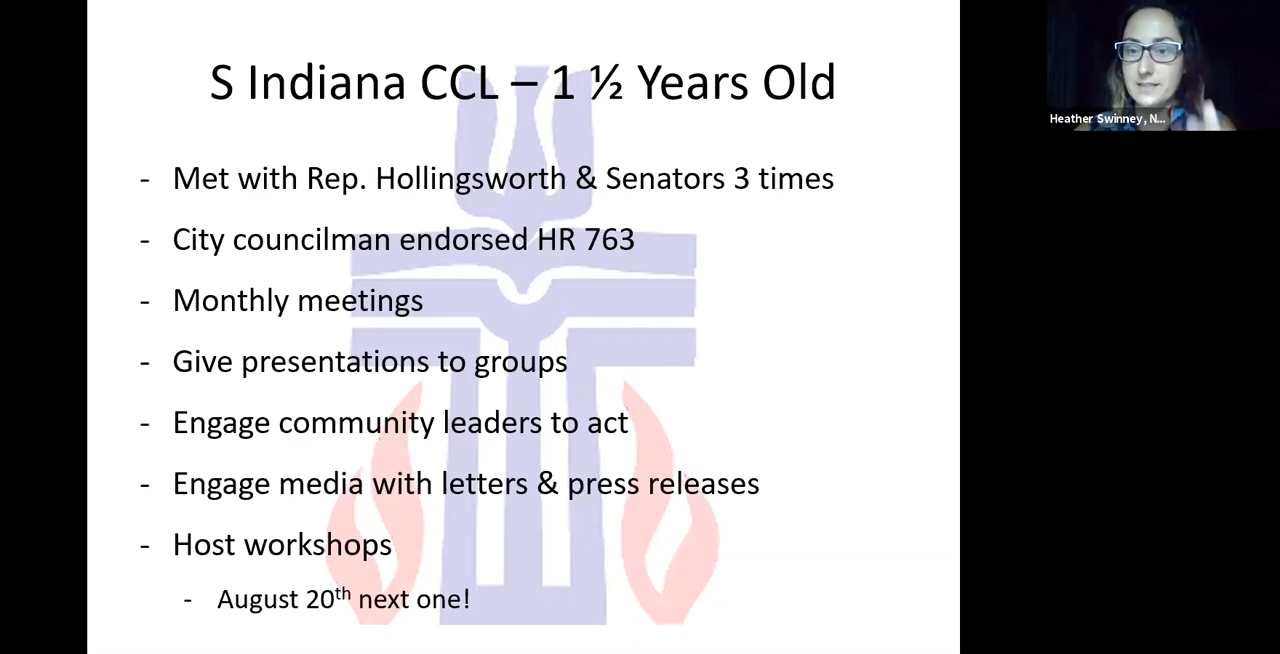 S Indiana CCL – 1 ½ Years Old
- Met with Rep. Hollingsworth & Senators 3 times
- City councilman endorsed HR 763
- Monthly meetings
- Give presentations to groups
- Engage community leaders to act
- Engage media with letters & press releases
- Host workshops
- August 20th next one!
Heather Swinney, N...